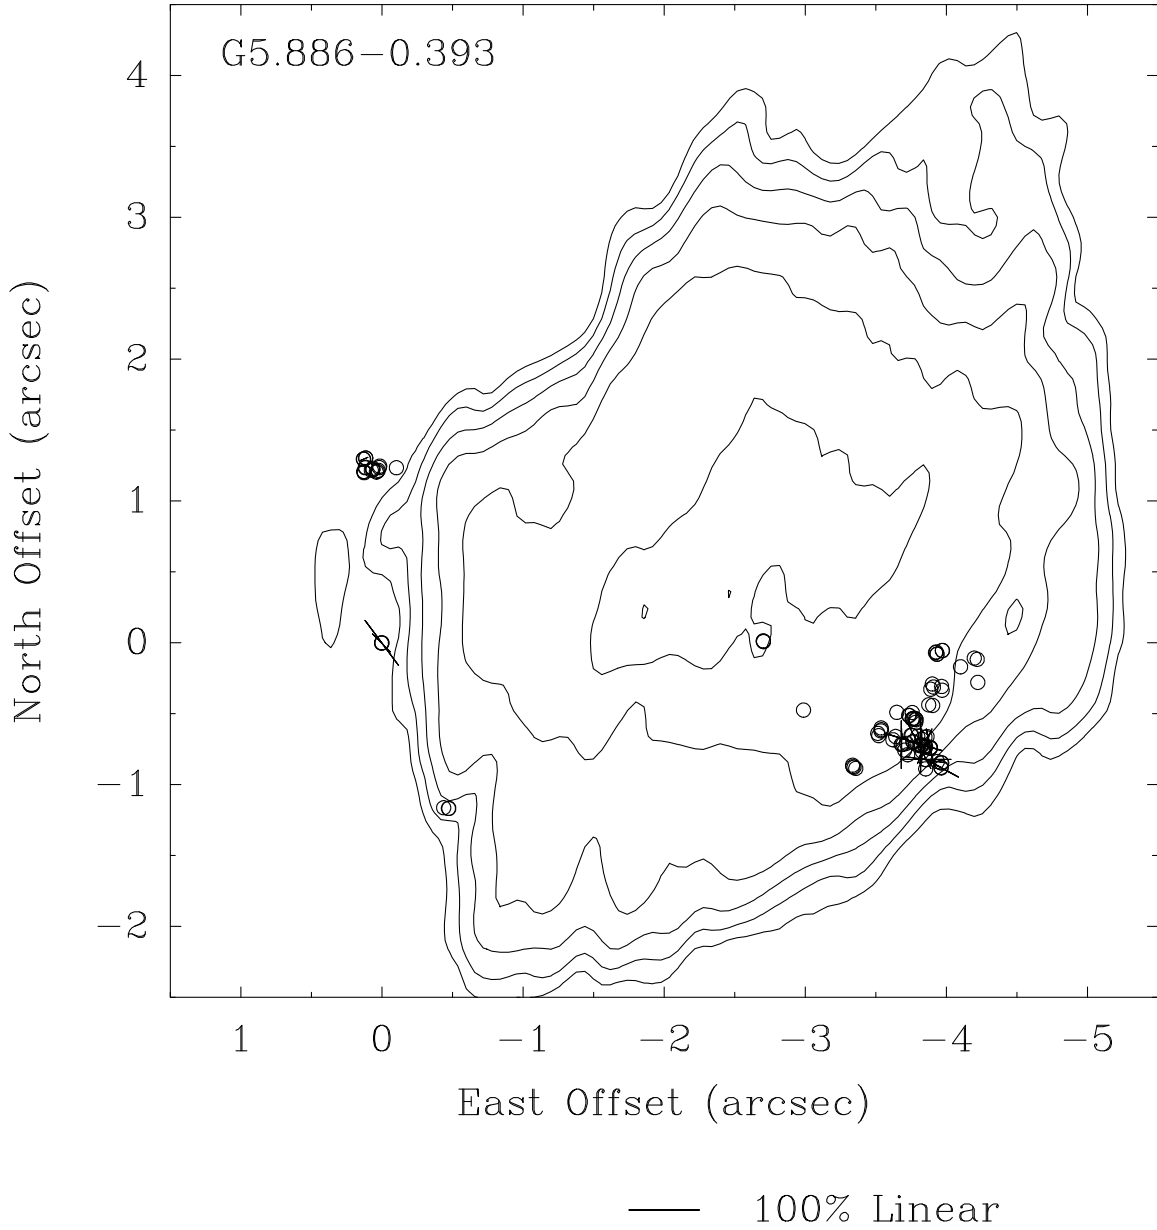 G5.886−0.393
4
3
2
1
0
−1
−2
North Offset (arcsec)
1 0 −1 −2 −3 −4 −5
East Offset (arcsec)
100% Linear